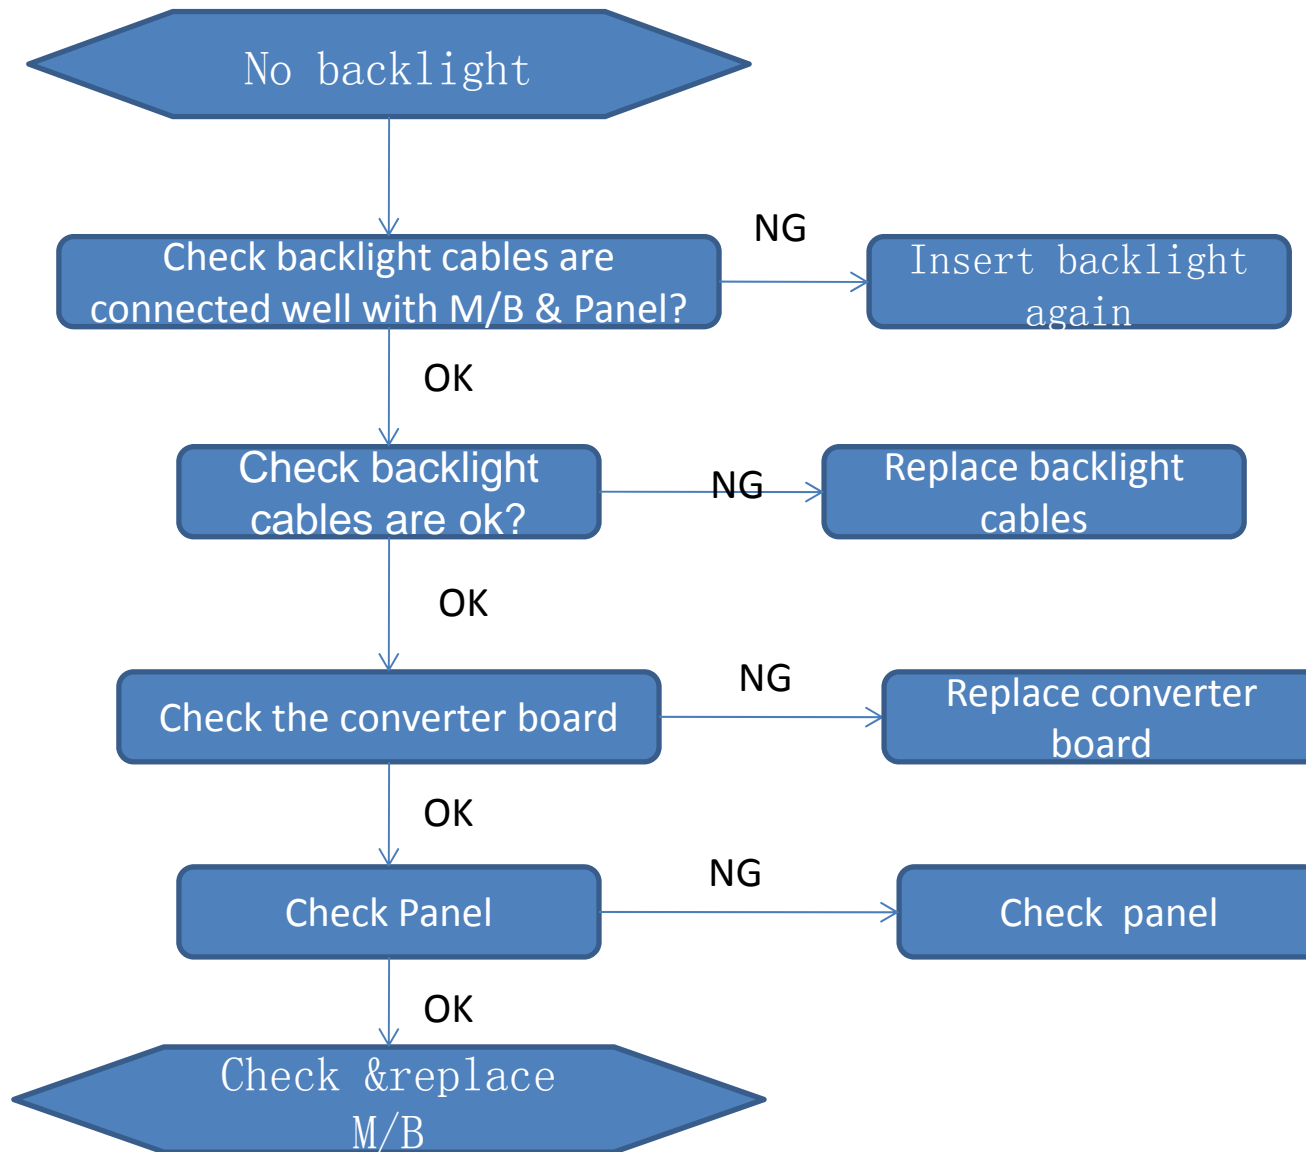 No backlight
NG
Check backlight cables are
connected well with M/B & Panel?
Insert backlight
again
OK
Check backlight
cables are ok?
NG
Replace backlight
cables
OK
NG
Check the converter board
Replace converter
board
OK
NG
Check Panel
Check  panel
OK
Check &replace
M/B